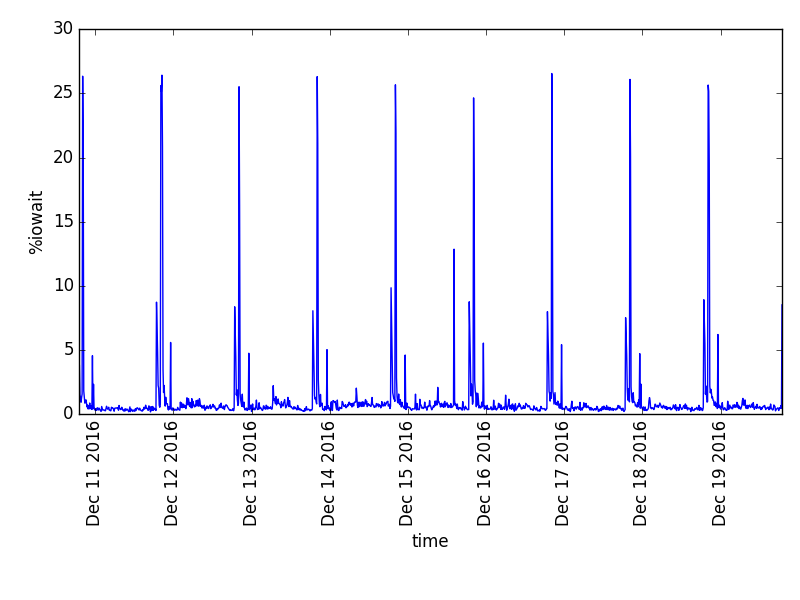 30
25
20
15
10
5
0
%iowait
Dec 11 2016
Dec 12 2016
Dec 13 2016
Dec 14 2016
Dec 15 2016
Dec 16 2016
Dec 17 2016
Dec 18 2016
Dec 19 2016
time